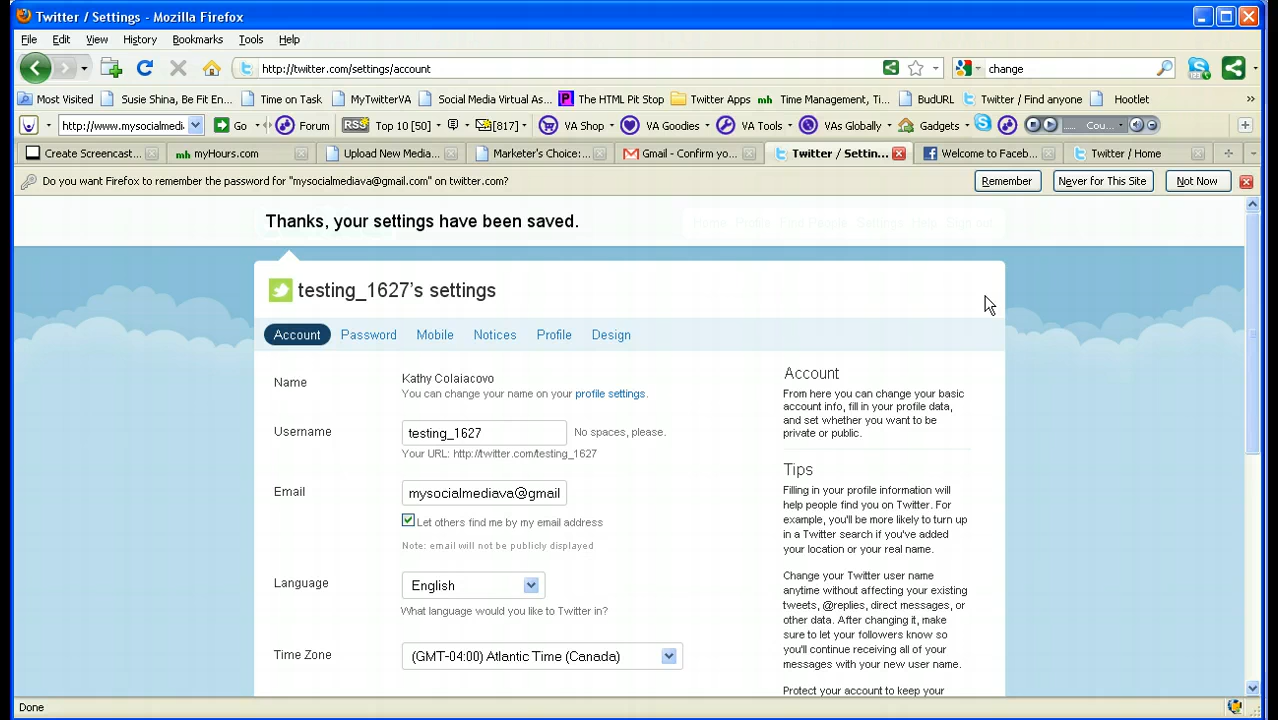 Twitter / Settings - Mozilla Firefox
File Edit View History Bookmarks Tools Help
http://twitter.com/settings/account change
Most Visited Susie Shina, Be Fit En... Time on Task MyTwitterVA Social Media Virtual As... The HTML Pit Stop Twitter Apps Time Management, Ti... BudURL Twitter / Find anyone Hootlet
http://www.mysocialmedi Go Forum RSS Top 10 [50] [817] VA Shop VA Goodies VA Tools VAs Globally Gadgets ..... Cou...
Create Screencast... myHours.com Upload New Media... Marketer's Choice:... Gmail - Confirm yo... Twitter / Settin... Welcome to Faceb... Twitter / Home
Do you want Firefox to remember the password for "mysocialmediava@gmail.com" on twitter.com? Remember Never for This Site Not Now
Thanks, your settings have been saved. Home Profile Find People Settings Help Sign out
testing_1627's settings
Account Password Mobile Notices Profile Design
Name Kathy Colaiacovo
You can change your name on your profile settings.
Username testing_1627 No spaces, please.
Your URL: http://twitter.com/testing_1627
Email mysocialmediava@gmail
Let others find me by my email address
Note: email will not be publicly displayed
Language English
What language would you like to Twitter in?
Time Zone (GMT-04:00) Atlantic Time (Canada)
Account
From here you can change your basic
account info, fill in your profile data,
and set whether you want to be
private or public.
Tips
Filling in your profile information will
help people find you on Twitter. For
example, you'll be more likely to turn up
in a Twitter search if you've added
your location or your real name.
Change your Twitter user name
anytime without affecting your existing
tweets, @replies, direct messages, or
other data. After changing it, make
sure to let your followers know so
you'll continue receiving all of your
messages with your new user name.
Protect your account to keep your
Done